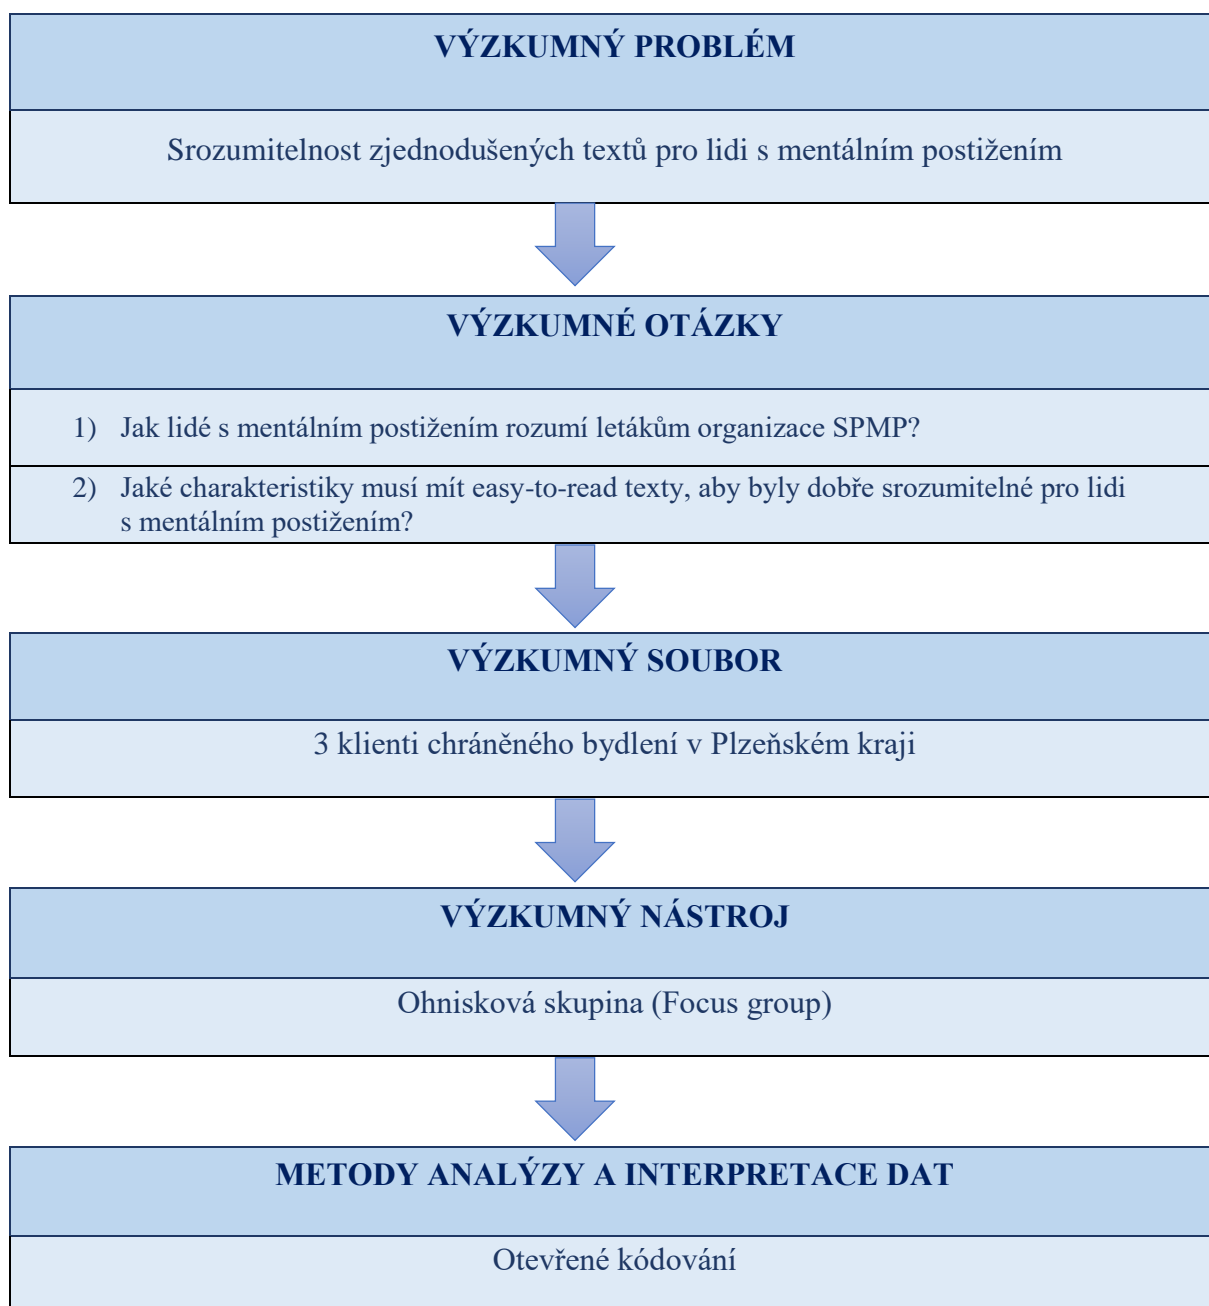 VÝZKUMNÝ PROBLÉM
Srozumitelnost zjednodušených textů pro lidi s mentálním postižením
VÝZKUMNÉ OTÁZKY
1) Jak lidé s mentálním postižením rozumí letákům organizace SPMP?
2) Jaké charakteristiky musí mít easy-to-read texty, aby byly dobře srozumitelné pro lidi
s mentálním postižením?
VÝZKUMNÝ SOUBOR
3 klienti chráněného bydlení v Plzeňském kraji
VÝZKUMNÝ NÁSTROJ
Ohnisková skupina (Focus group)
METODY ANALÝZY A INTERPRETACE DAT
Otevřené kódování